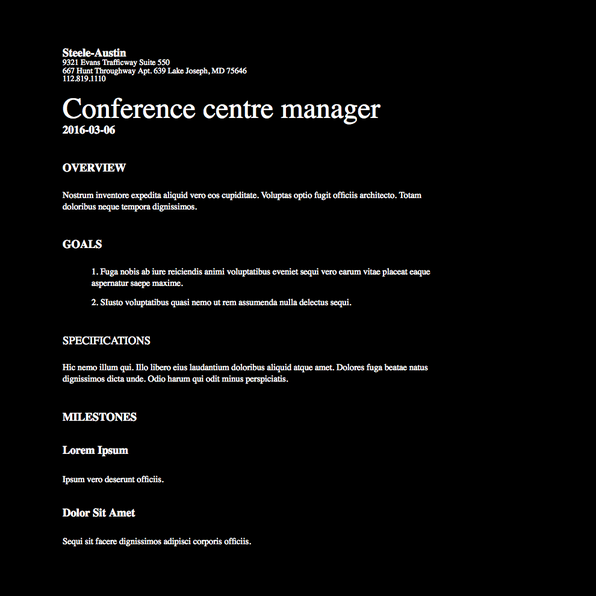 Steele-Austin
9321 Evans Trafficway Suite 550
667 Hunt Throughway Apt. 639 Lake Joseph, MD 75646
112.819.1110
Conference centre manager
2016-03-06
OVERVIEW
Nostrum inventore expedita aliquid vero eos cupiditate. Voluptas optio fugit officiis architecto. Totam
doloribus neque tempora dignissimos.
GOALS
1. Fuga nobis ab iure reiciendis animi voluptatibus eveniet sequi vero earum vitae placeat eaque
aspernatur saepe maxime.
2. SIusto voluptatibus quasi nemo ut rem assumenda nulla delectus sequi.
SPECIFICATIONS
Hic nemo illum qui. Illo libero eius laudantium doloribus aliquid atque amet. Dolores fuga beatae natus
dignissimos dicta unde. Odio harum qui odit minus perspiciatis.
MILESTONES
Lorem Ipsum
Ipsum vero deserunt officiis.
Dolor Sit Amet
Sequi sit facere dignissimos adipisci corporis officiis.